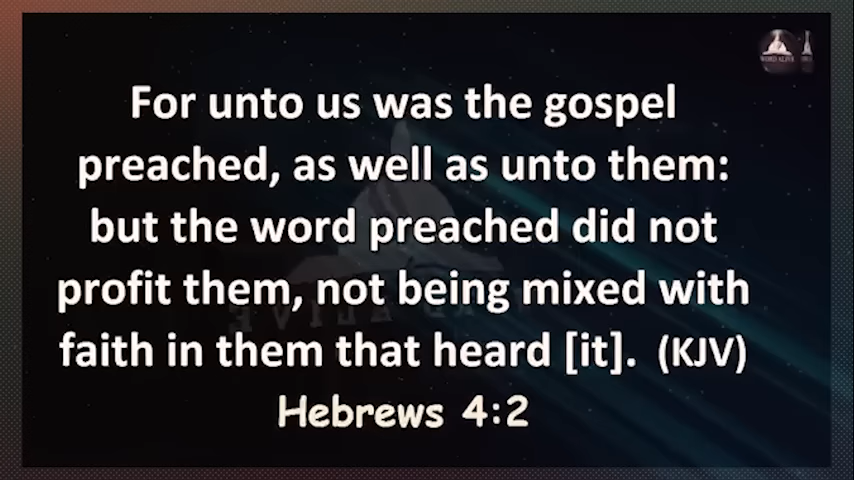 For unto us was the gospel
preached, as well as unto them:
but the word preached did not
profit them, not being mixed with
faith in them that heard [it]. (KJV)
Hebrews 4:2